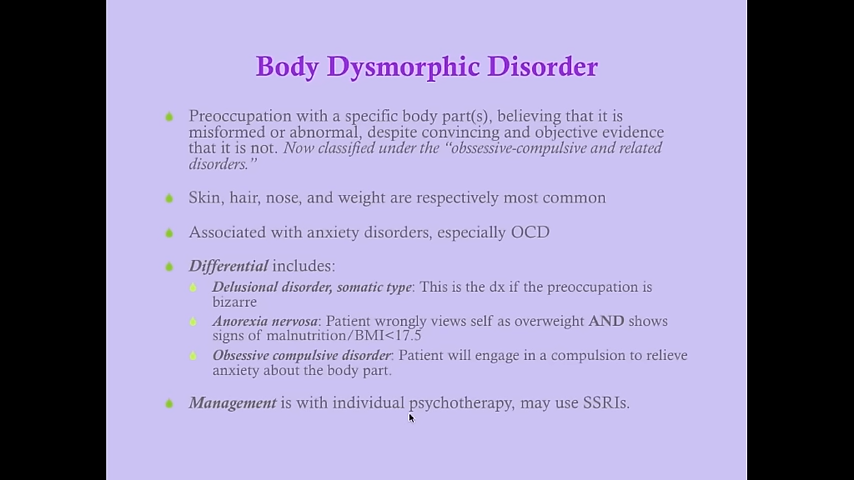 Body Dysmorphic Disorder
Preoccupation with a specific body part(s), believing that it is
misformed or abnormal, despite convincing and objective evidence
that it is not. Now classified under the “obssessive-compulsive and related
disorders.”
Skin, hair, nose, and weight are respectively most common
Associated with anxiety disorders, especially OCD
Differential includes:
Delusional disorder, somatic type: This is the dx if the preoccupation is
bizarre
Anorexia nervosa: Patient wrongly views self as overweight AND shows
signs of malnutrition/BMI<17.5
Obsessive compulsive disorder: Patient will engage in a compulsion to relieve
anxiety about the body part.
Management is with individual psychotherapy, may use SSRIs.